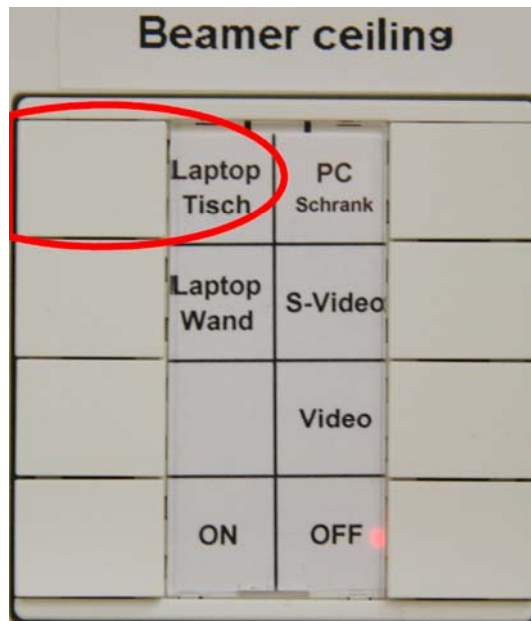 Beamer ceiling
Laptop
Tisch
PC
Schrank
Laptop
Wand
S-Video
Video
ON
OFF